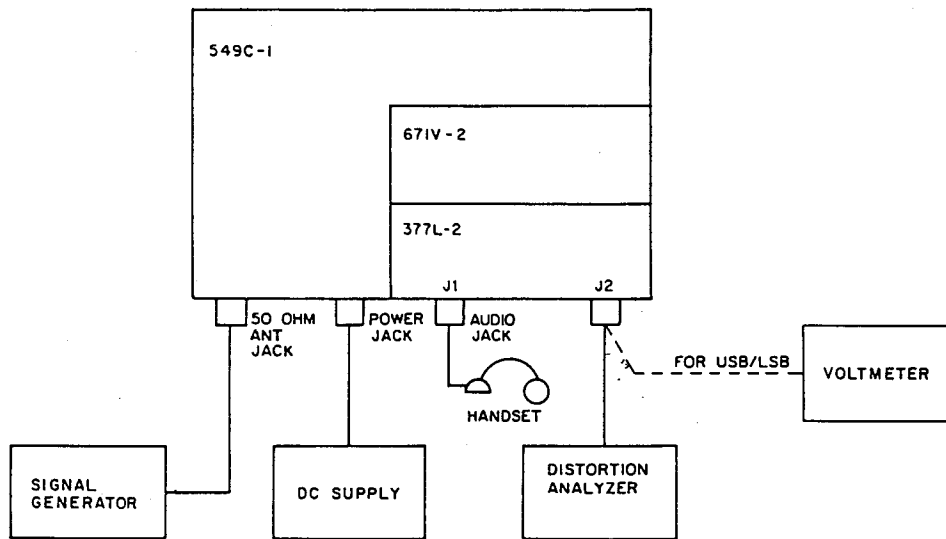 549C-1
671V-2
377L-2
J1
J2
50 OHM
ANT
JACK
POWER
JACK
AUDIO
JACK
FOR USB/LSB
VOLTMETER
HANDSET
SIGNAL
GENERATOR
DC SUPPLY
DISTORTION
ANALYZER